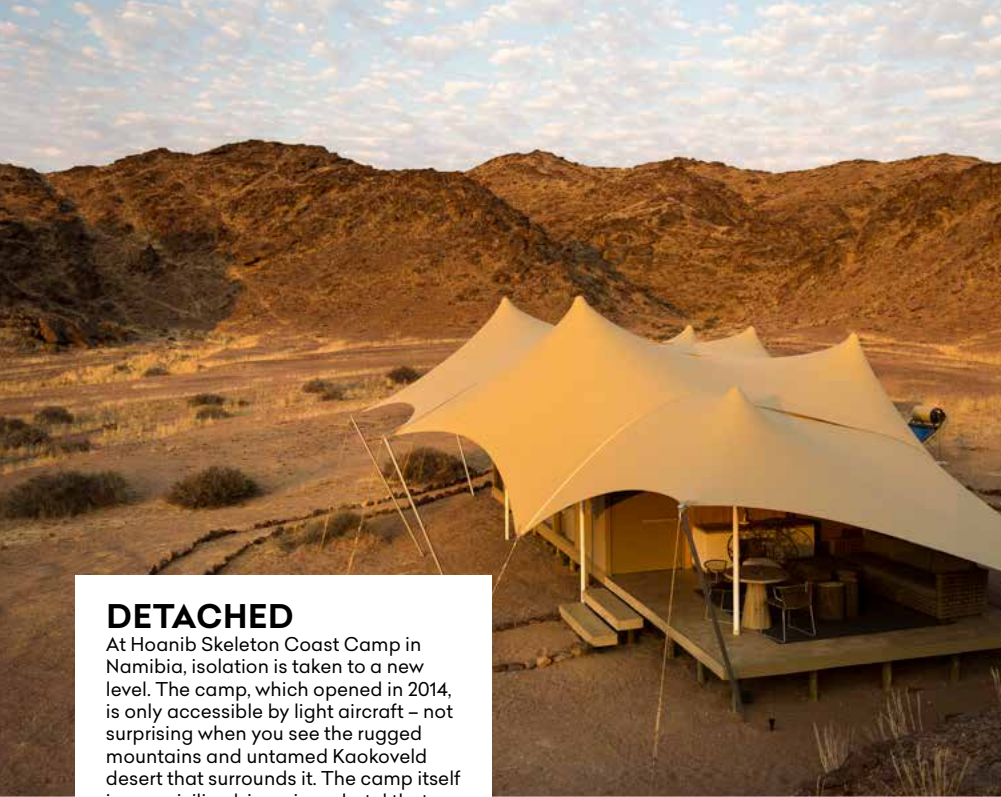 DETACHED
At Hoanib Skeleton Coast Camp in
Namibia, isolation is taken to a new
level. The camp, which opened in 2014,
is only accessible by light aircraft – not
surprising when you see the rugged
mountains and untamed Kaokoveld
desert that surrounds it. The camp itself